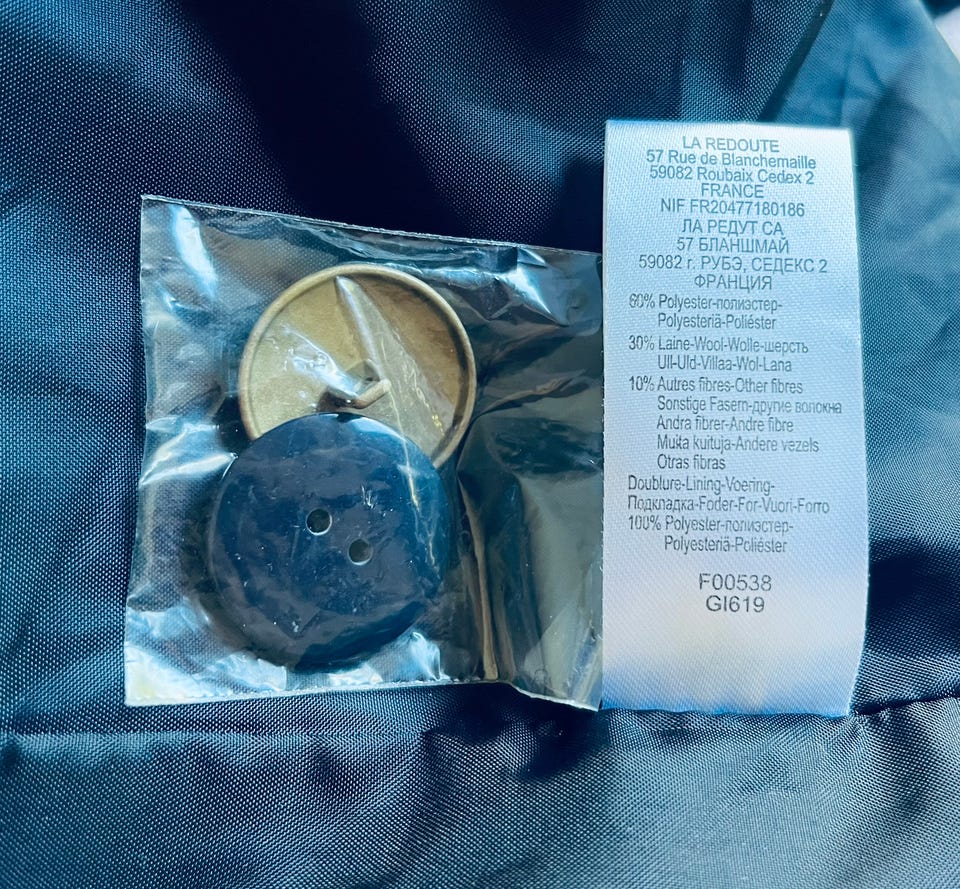 LA REDOUTE
57 Rue de Blanchemaille
59082 Roubaix Cedex 2
FRANCE
NIF FR20477180186
ЛА РЕДУТ СА
57 БЛАНШМАЙ
59082 г. РУБЭ, СЕДЕКС 2
ФРАНЦИЯ
60% Polyester-полиэстер-
Polyesteriä-Poliéster
30% Laine-Wool-Wolle-шерсть
Ull-Uld-Villaa-Wol-Lana
10% Autres fibres-Other fibres
Sonstige Fasern-другие волокна
Andra fibrer-Andre fibre
Muita kuituja-Andere vezels
Otras fibras
Doublure-Lining-Voering-
Подкладка-Foder-For-Vuori-Forro
100% Polyester-полиэстер-
Polyesteriä-Poliéster
F00538
GI619